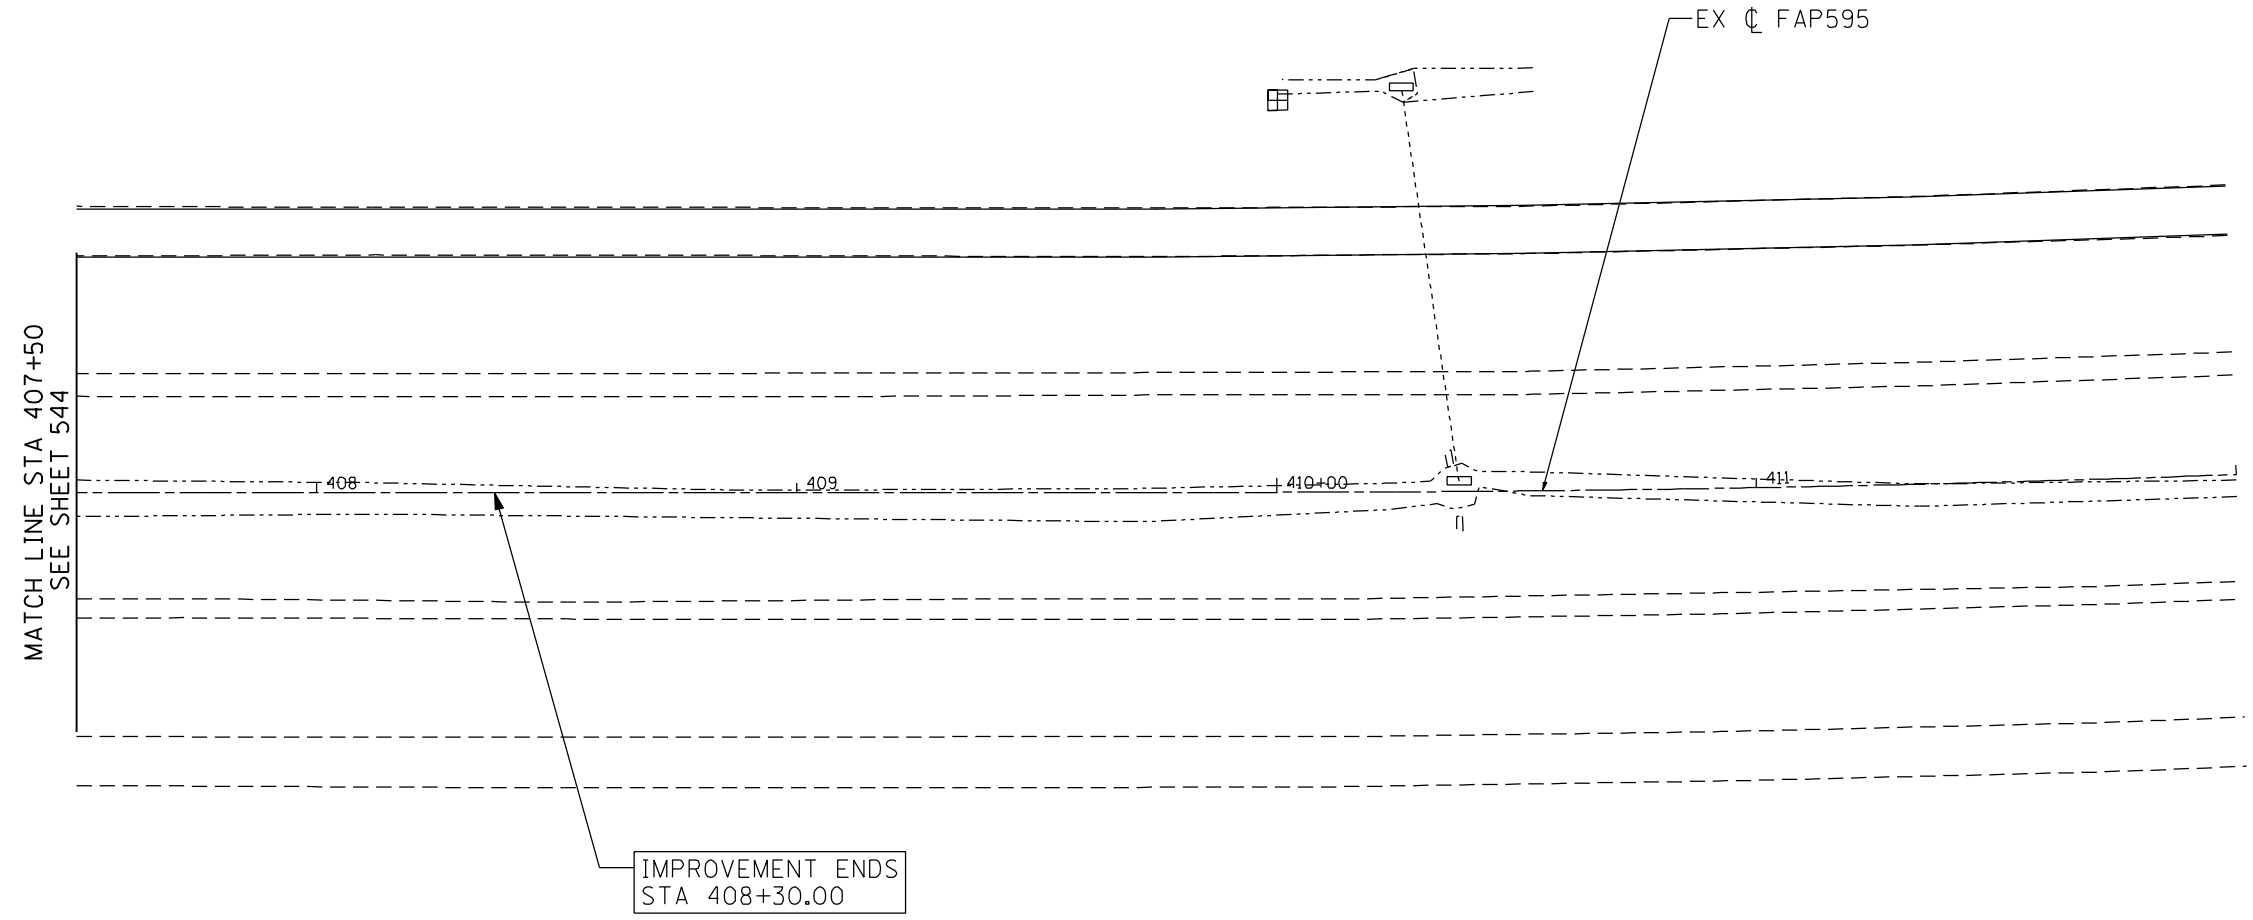 EX ℄ FAP595
MATCH LINE STA 407+50
SEE SHEET 544
408
409
410+00
411
IMPROVEMENT ENDS
STA 408+30.00